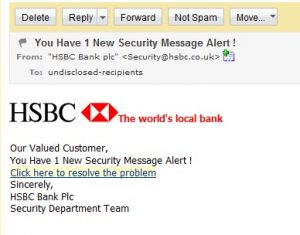 Delete Reply Forward Not Spam Move...
You Have 1 New Security Message Alert !
From: "HSBC Bank plc" <Security@hsbc.co.uk>
To: undisclosed-recipients
HSBC The world's local bank
Our Valued Customer,
You Have 1 New Security Message Alert !
Click here to resolve the problem
Sincerely,
HSBC Bank Plc
Security Department Team